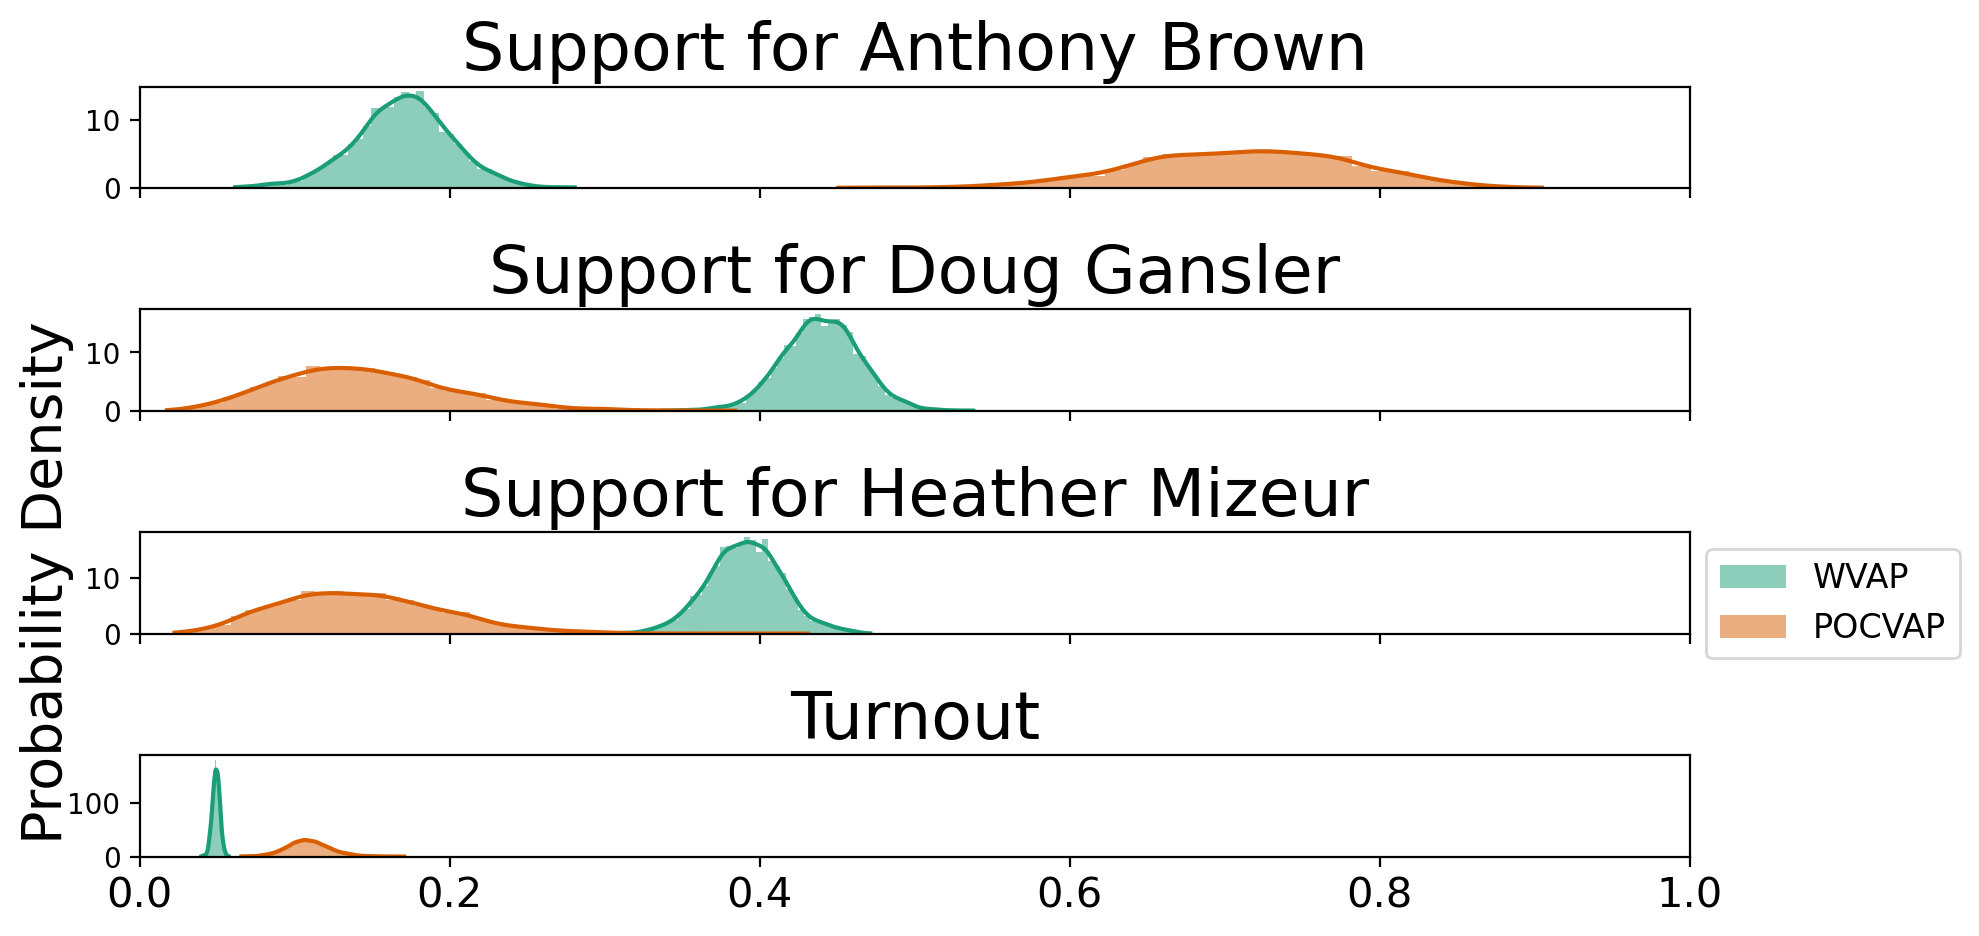 Support for Anthony Brown
10
0
Support for Doug Gansler
10
0
Support for Heather Mizeur
10
0
Turnout
100
0
0.0 0.2 0.4 0.6 0.8 1.0
Probability Density
WVAP
POCVAP